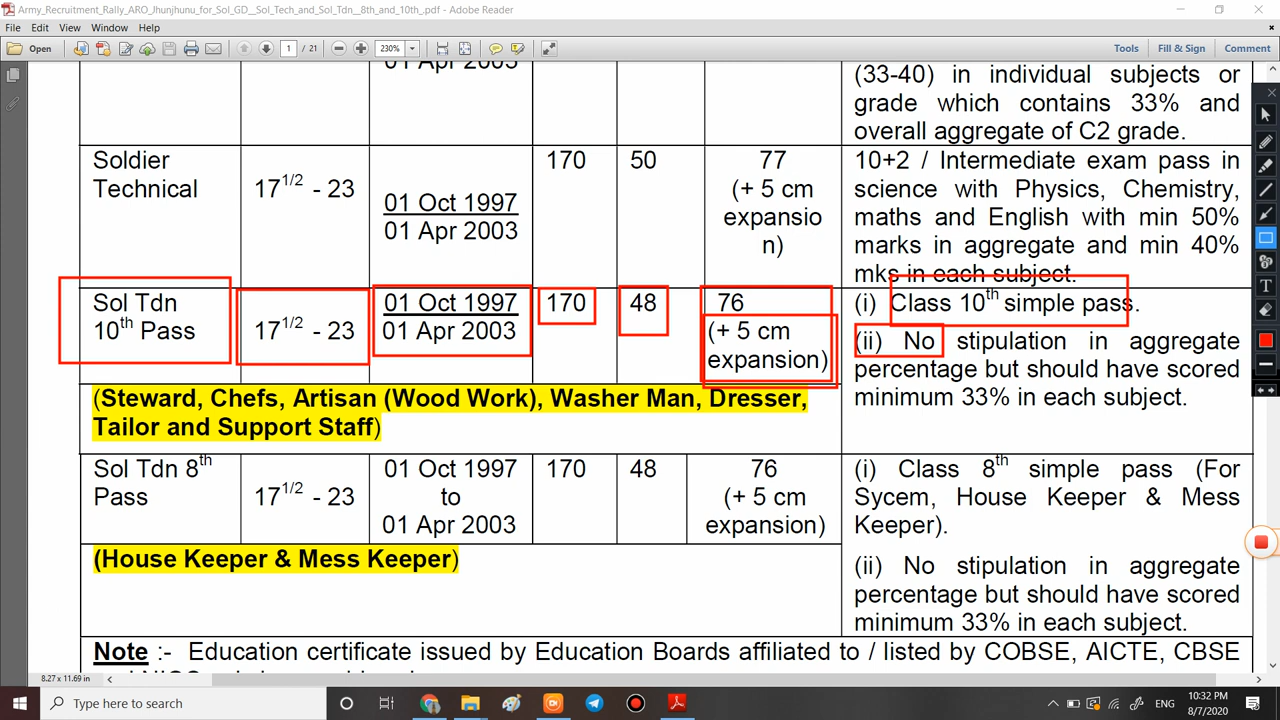 Army_Recruitment_Rally_ARO_Jhunjhunu_for_Sol_GD__Sol_Tech_and_Sol_Tdn__8th_and_10th_.pdf - Adobe Reader
File Edit View Window Help
Open 1 / 21 230% Tools Fill & Sign Comment
01 Apr 2003
(33-40) in individual subjects or
grade which contains 33% and
overall aggregate of C2 grade.
Soldier
Technical
17 1/2 - 23
01 Oct 1997
01 Apr 2003
170
50
77
(+ 5 cm
expansio
n)
10+2 / Intermediate exam pass in
science with Physics, Chemistry,
maths and English with min 50%
marks in aggregate and min 40%
mks in each subject.
Sol Tdn
10th Pass
17 1/2 - 23
01 Oct 1997
01 Apr 2003
170
48
76
(+ 5 cm
expansion)
(i) Class 10th simple pass.
(ii) No stipulation in aggregate
percentage but should have scored
minimum 33% in each subject.
(Steward, Chefs, Artisan (Wood Work), Washer Man, Dresser,
Tailor and Support Staff)
Sol Tdn 8th
Pass
17 1/2 - 23
01 Oct 1997
to
01 Apr 2003
170
48
76
(+ 5 cm
expansion)
(i) Class 8th simple pass (For
Sycem, House Keeper & Mess
Keeper).
(ii) No stipulation in aggregate
percentage but should have scored
minimum 33% in each subject.
(House Keeper & Mess Keeper)
Note :- Education certificate issued by Education Boards affiliated to / listed by COBSE, AICTE, CBSE
8.27 x 11.69 in
Type here to search
ENG
10:32 PM
8/7/2020